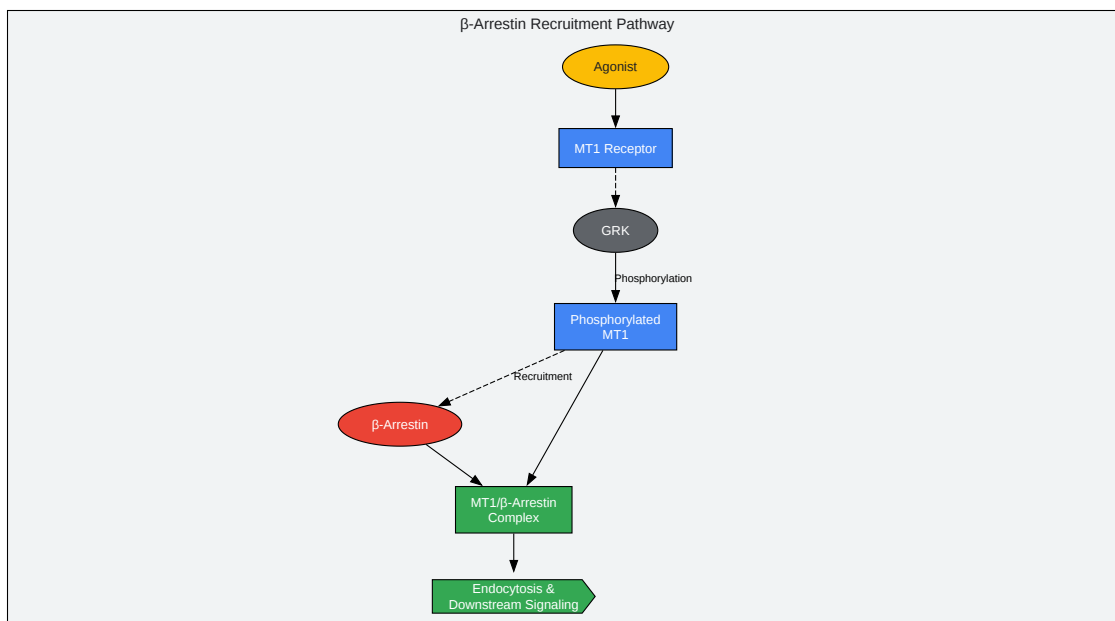 β-Arrestin Recruitment Pathway
Agonist
MT1 Receptor
GRK
Phosphorylation
Phosphorylated
MT1
Recruitment
β-Arrestin
MT1/β-Arrestin
Complex
Endocytosis &
Downstream Signaling